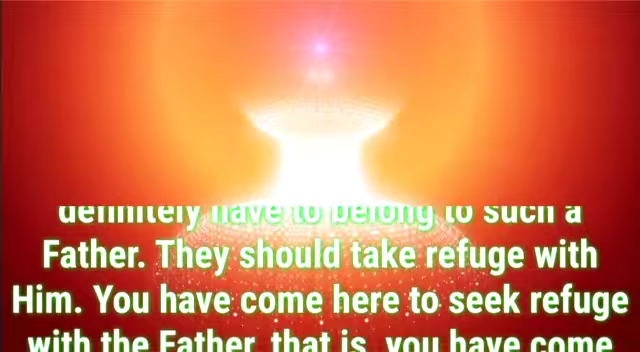 definitely have to belong to such a
Father. They should take refuge with
Him. You have come here to seek refuge
with the Father, that is, you have come